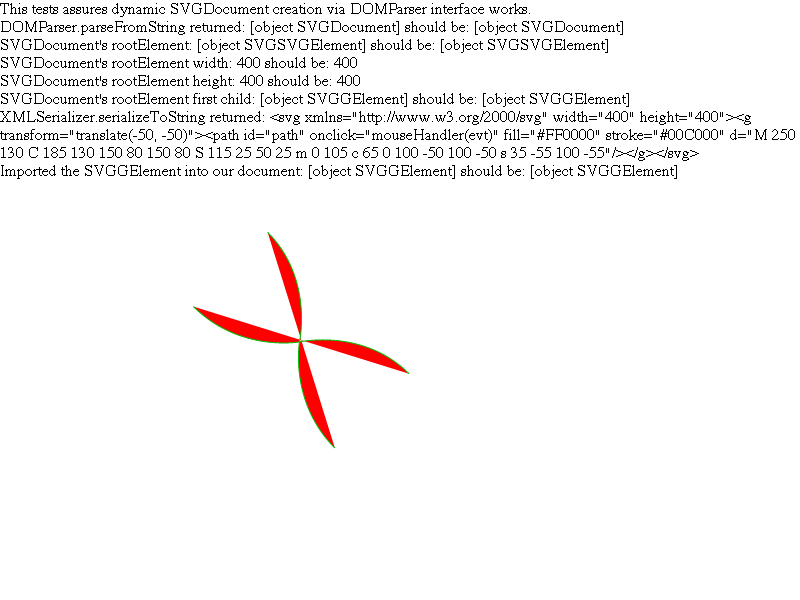 This tests assures dynamic SVGDocument creation via DOMParser interface works.
DOMParser.parseFromString returned: [object SVGDocument] should be: [object SVGDocument]
SVGDocument's rootElement: [object SVGSVGElement] should be: [object SVGSVGElement]
SVGDocument's rootElement width: 400 should be: 400
SVGDocument's rootElement height: 400 should be: 400
SVGDocument's rootElement first child: [object SVGGElement] should be: [object SVGGElement]
XMLSerializer.serializeToString returned: <svg xmlns="http://www.w3.org/2000/svg" width="400" height="400"><g
transform="translate(-50, -50)"><path id="path" onclick="mouseHandler(evt)" fill="#FF0000" stroke="#00C000" d="M 250
130 C 185 130 150 80 150 80 S 115 25 50 25 m 0 105 c 65 0 100 -50 100 -50 s 35 -55 100 -55"/></g></svg>
Imported the SVGGElement into our document: [object SVGGElement] should be: [object SVGGElement]